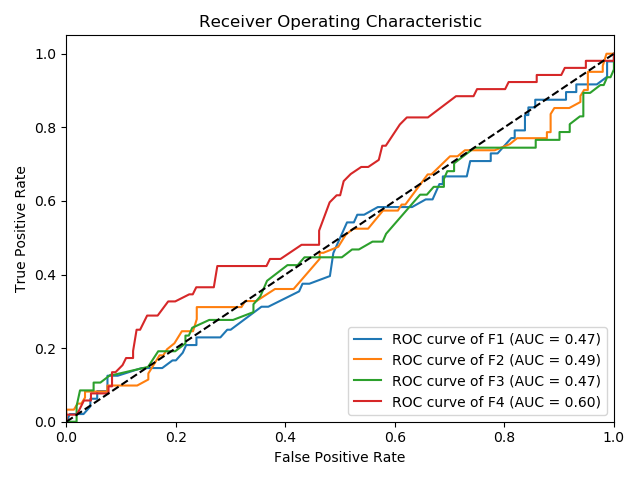 Receiver Operating Characteristic
True Positive Rate
1.0
0.8
0.6
0.4
0.2
0.0
ROC curve of F1 (AUC = 0.47)
ROC curve of F2 (AUC = 0.49)
ROC curve of F3 (AUC = 0.47)
ROC curve of F4 (AUC = 0.60)
0.0 0.2 0.4 0.6 0.8 1.0
False Positive Rate